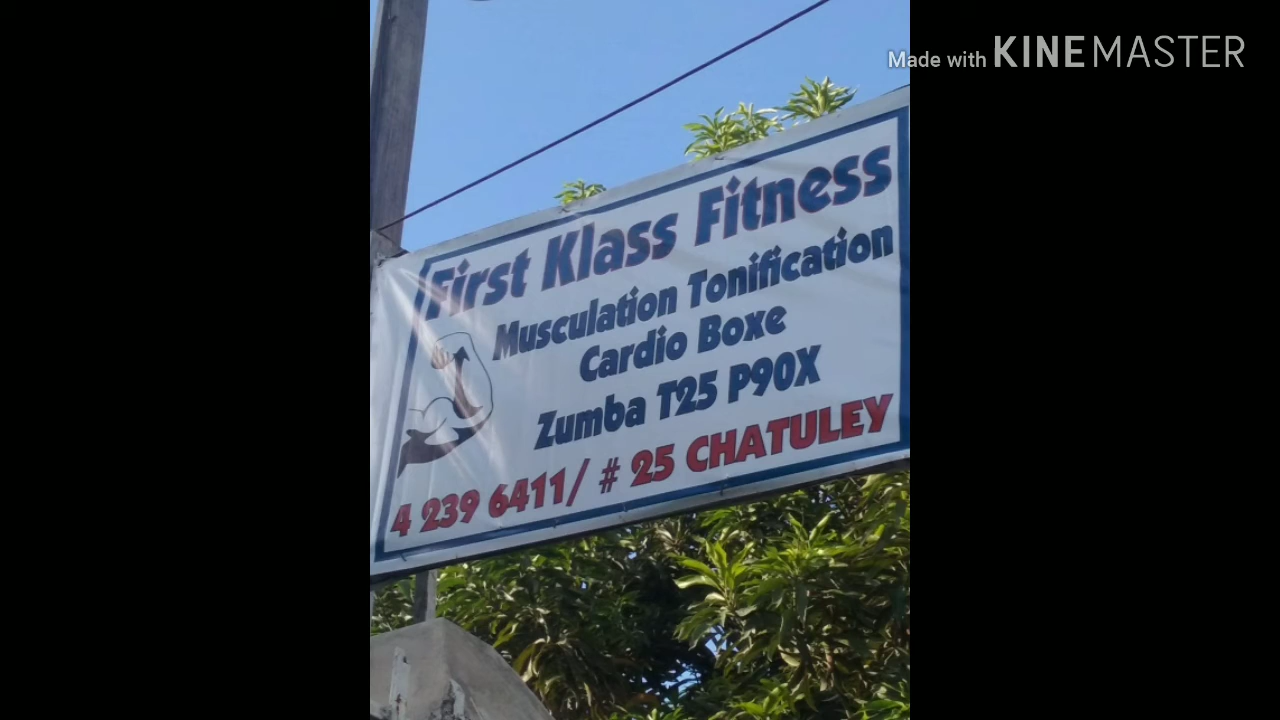 Made with KINEMASTER
First Klass Fitness
Musculation Tonification
Cardio Boxe
Zumba T25 P90X
4 239 6411/ # 25 CHATULEY